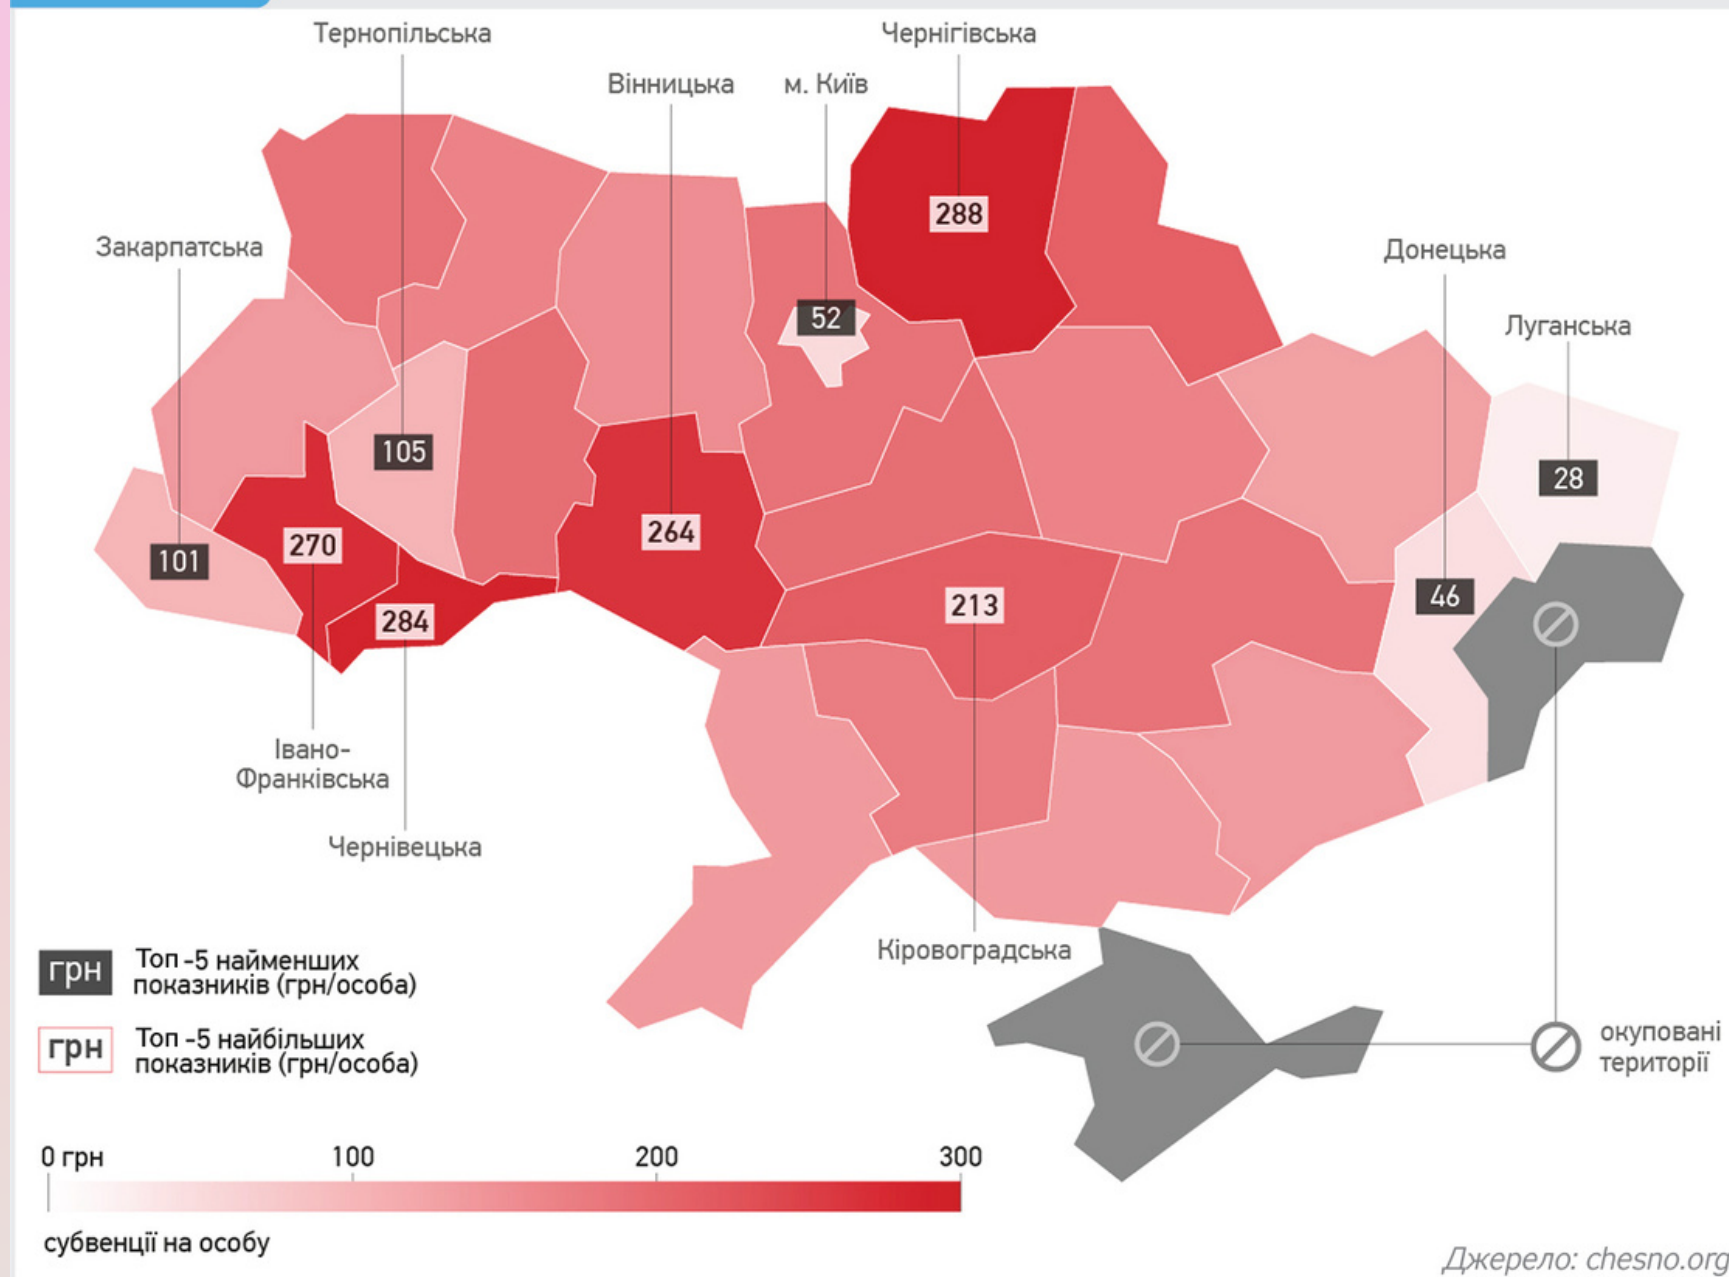 Тернопільська
Чернігівська
Вінницька
м. Київ
Закарпатська
288
Донецька
52
Луганська
105
28
270
264
101
46
284
213
Івано-
Франківська
Чернівецька
Кіровоградська
грн
Топ -5 найменших
показників (грн/особа)
грн
Топ -5 найбільших
показників (грн/особа)
окуповані
території
0 грн
100
200
300
субвенції на особу
Джерело: chesno.org